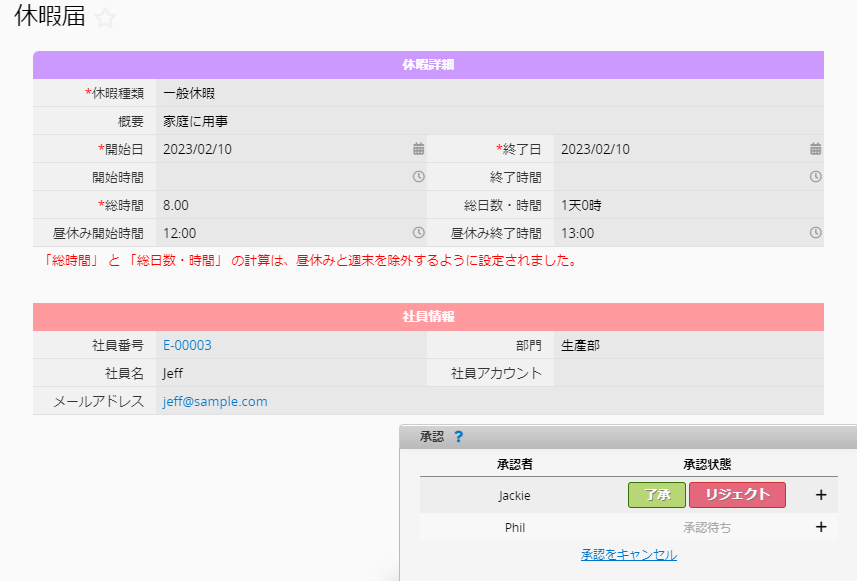 休暇届
休暇詳細
*休暇種類 一般休暇
概要 家庭に用事
*開始日 2023/02/10 *終了日 2023/02/10
開始時間 終了時間
*総時間 8.00 総日数・時間 1天0時
昼休み開始時間 12:00 昼休み終了時間 13:00
「総時間」 と 「総日数・時間」 の計算は、昼休みと週末を除外するように設定されました。
社員情報
社員番号 E-00003 部門 生產部
社員名 Jeff 社員アカウント
メールアドレス jeff@sample.com
承認 ?
承認者 承認状態
Jackie 了承 リジェクト +
Phil 承認待ち +
承認をキャンセル